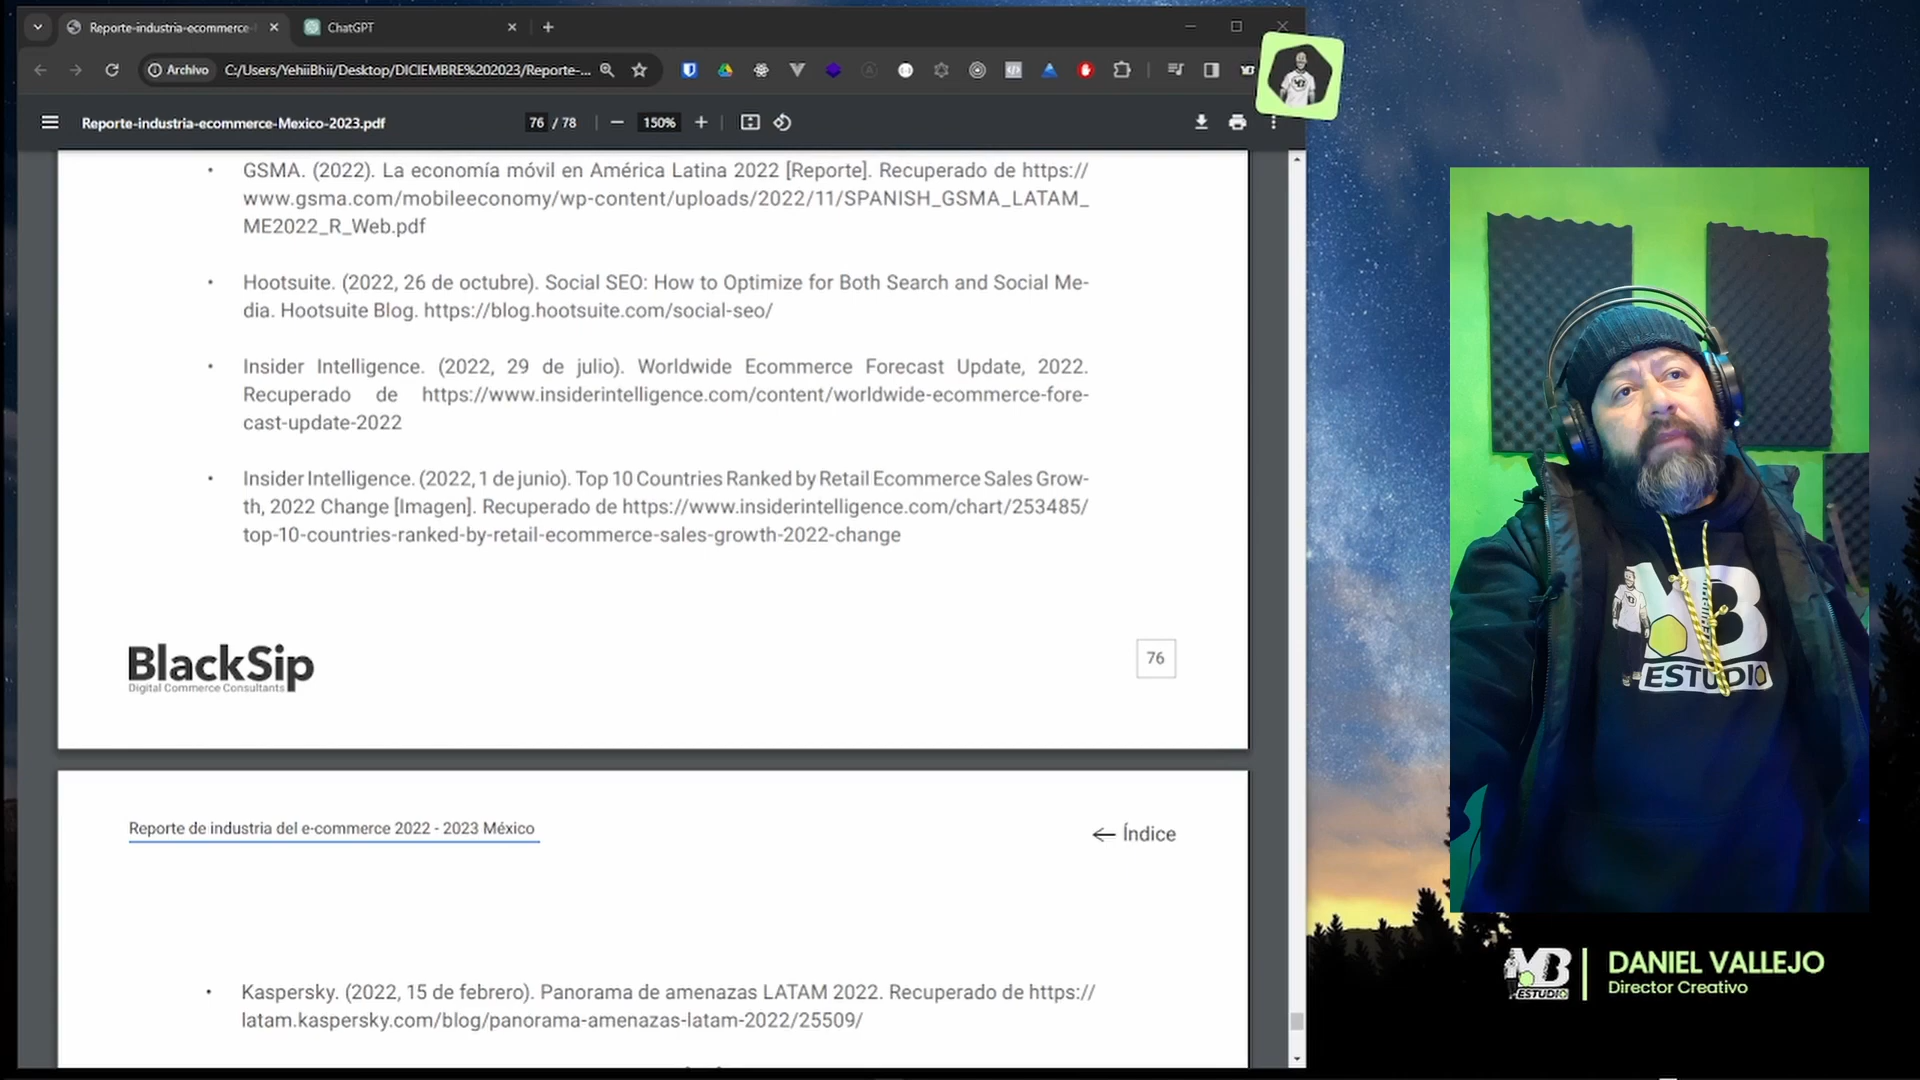 Reporte-industria-ecommerce-
ChatGPT
Archivo
C:/Users/YehiiBhii/Desktop/DICIEMBRE%202023/Reporte-...
Reporte-industria-ecommerce-Mexico-2023.pdf
76 / 78
150%
• GSMA. (2022). La economía móvil en América Latina 2022 [Reporte]. Recuperado de https://
www.gsma.com/mobileeconomy/wp-content/uploads/2022/11/SPANISH_GSMA_LATAM_
ME2022_R_Web.pdf
• Hootsuite. (2022, 26 de octubre). Social SEO: How to Optimize for Both Search and Social Me-
dia. Hootsuite Blog. https://blog.hootsuite.com/social-seo/
• Insider Intelligence. (2022, 29 de julio). Worldwide Ecommerce Forecast Update, 2022.
Recuperado de https://www.insiderintelligence.com/content/worldwide-ecommerce-fore-
cast-update-2022
• Insider Intelligence. (2022, 1 de junio). Top 10 Countries Ranked by Retail Ecommerce Sales Grow-
th, 2022 Change [Imagen]. Recuperado de https://www.insiderintelligence.com/chart/253485/
top-10-countries-ranked-by-retail-ecommerce-sales-growth-2022-change
BlackSip
Digital Commerce Consultants
76
Reporte de industria del e-commerce 2022 - 2023 México
← Índice
• Kaspersky. (2022, 15 de febrero). Panorama de amenazas LATAM 2022. Recuperado de https://
latam.kaspersky.com/blog/panorama-amenazas-latam-2022/25509/
MB
ESTUDIO
MB
ESTUDIO
DANIEL VALLEJO
Director Creativo